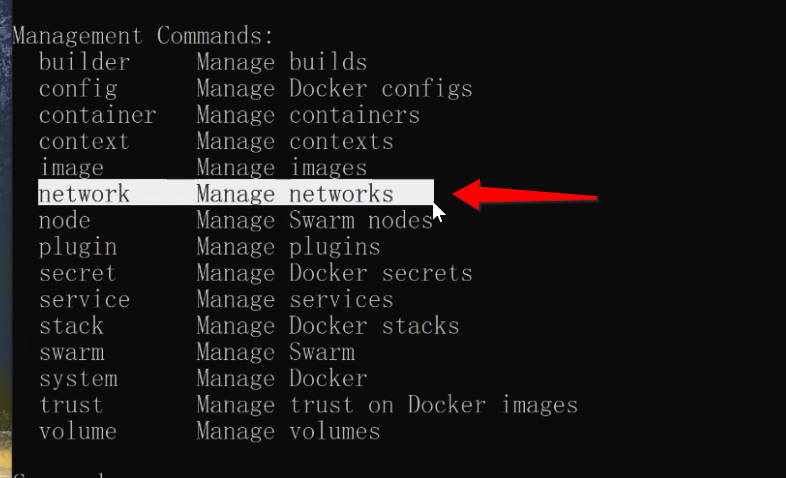 Management Commands:
builder Manage builds
config Manage Docker configs
container Manage containers
context Manage contexts
image Manage images
network Manage networks
node Manage Swarm nodes
plugin Manage plugins
secret Manage Docker secrets
service Manage services
stack Manage Docker stacks
swarm Manage Swarm
system Manage Docker
trust Manage trust on Docker images
volume Manage volumes